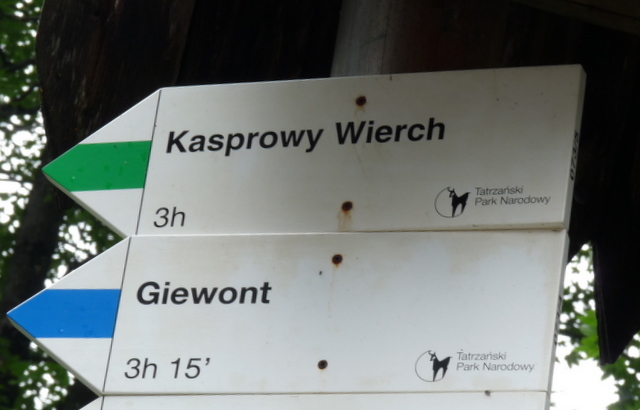 Kasprowy Wierch
3h
Tatrzański
Park Narodowy
Giewont
3h 15’
Tatrzański
Park Narodowy